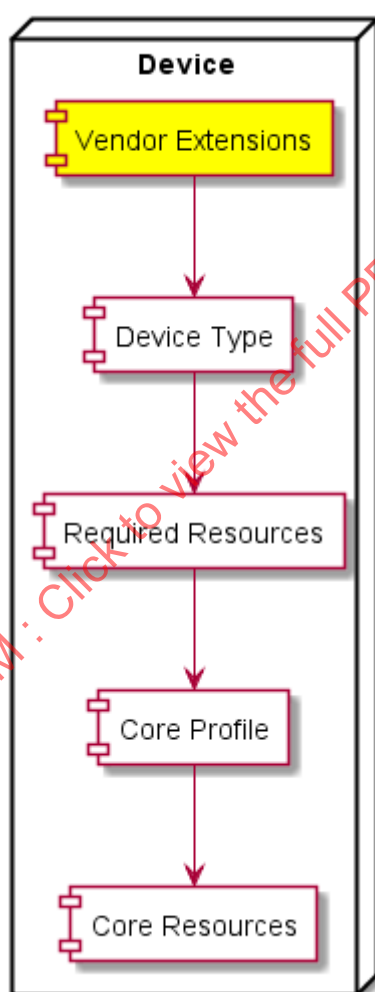 Device
Vendor Extensions
Device Type
Required Resources
Core Profile
Core Resources
M : Click to view the full P